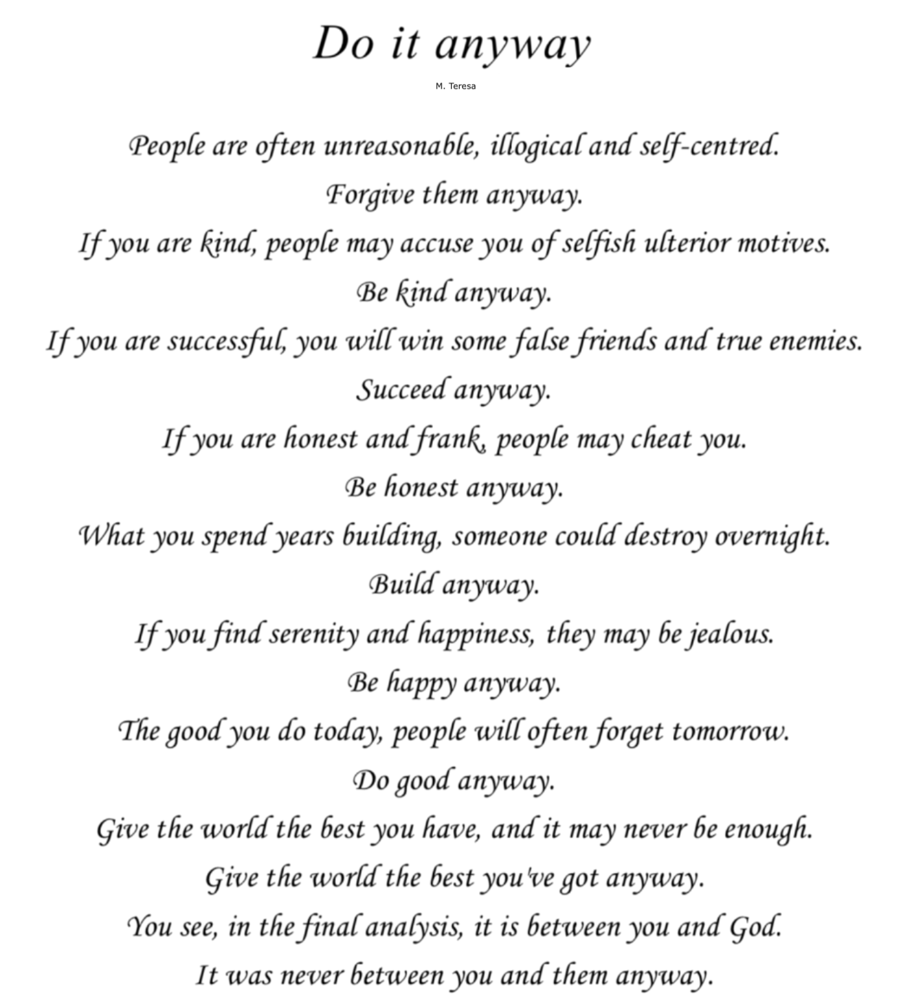 Do it anyway
M. Teresa
People are often unreasonable, illogical and self-centred.
Forgive them anyway.
If you are kind, people may accuse you of selfish ulterior motives.
Be kind anyway.
If you are successful, you will win some false friends and true enemies.
Succeed anyway.
If you are honest and frank, people may cheat you.
Be honest anyway.
What you spend years building, someone could destroy overnight.
Build anyway.
If you find serenity and happiness, they may be jealous.
Be happy anyway.
The good you do today, people will often forget tomorrow.
Do good anyway.
Give the world the best you have, and it may never be enough.
Give the world the best you've got anyway.
You see, in the final analysis, it is between you and God.
It was never between you and them anyway.